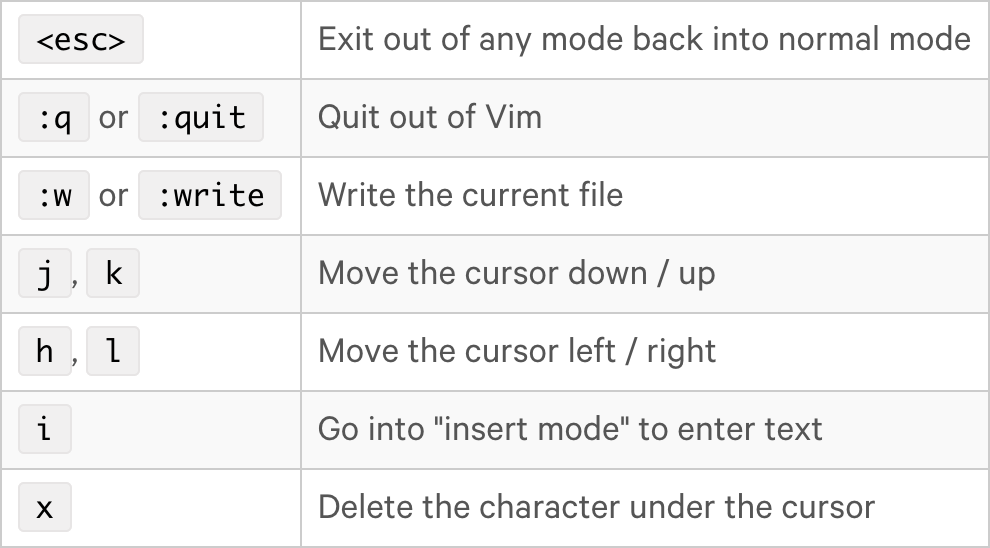 <esc> Exit out of any mode back into normal mode
:q or :quit Quit out of Vim
:w or :write Write the current file
j, k Move the cursor down / up
h, l Move the cursor left / right
i Go into "insert mode" to enter text
x Delete the character under the cursor